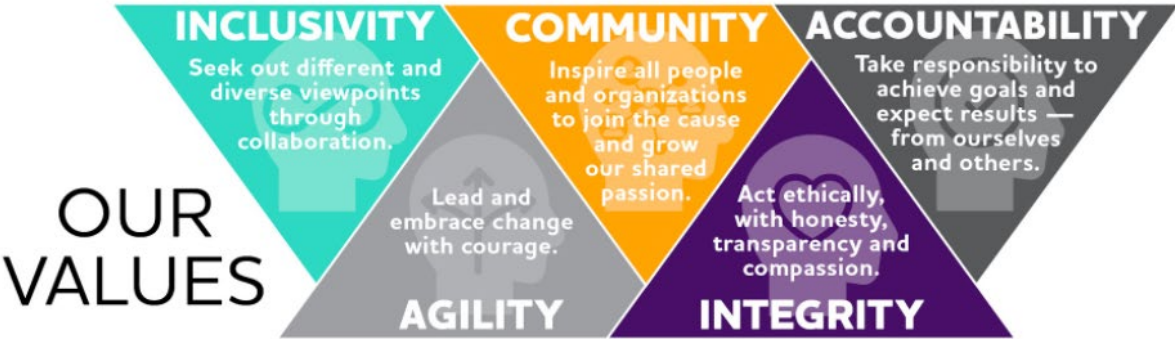 OUR
VALUES
INCLUSIVITY
Seek out different and
diverse viewpoints
through
collaboration.
AGILITY
Lead and
embrace change
with courage.
COMMUNITY
Inspire all people
and organizations
to join the cause
and grow
our shared
passion.
INTEGRITY
Act ethically,
with honesty,
transparency and
compassion.
ACCOUNTABILITY
Take responsibility to
achieve goals and
expect results —
from ourselves
and others.